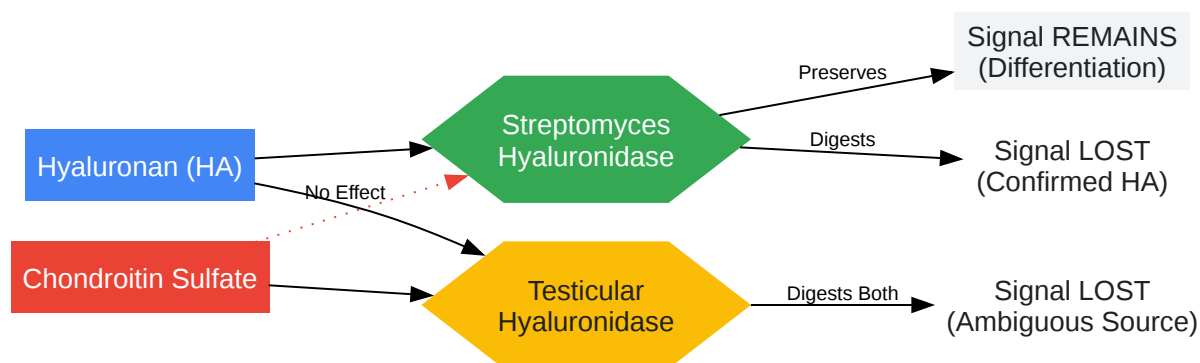 Signal REMAINS
(Differentiation)
Preserves
Streptomyces
Hyaluronidase
Digests
Signal LOST
(Confirmed HA)
Hyaluronan (HA)
No Effect
Chondroitin Sulfate
Testicular
Hyaluronidase
Digests Both
Signal LOST
(Ambiguous Source)